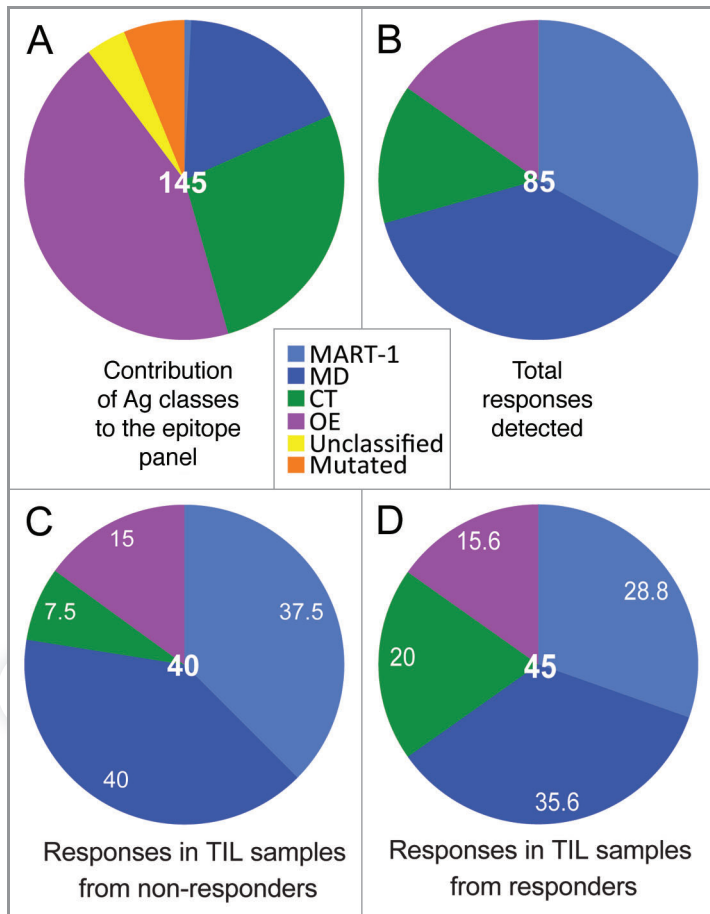 A
145
Contribution
of Ag classes
to the epitope
panel
B
85
Total
responses
detected
MART-1
MD
CT
OE
Unclassified
Mutated
C
15
7.5
37.5
40
40
Responses in TIL samples
from non-responders
D
15.6
28.8
20
45
35.6
Responses in TIL samples
from responders